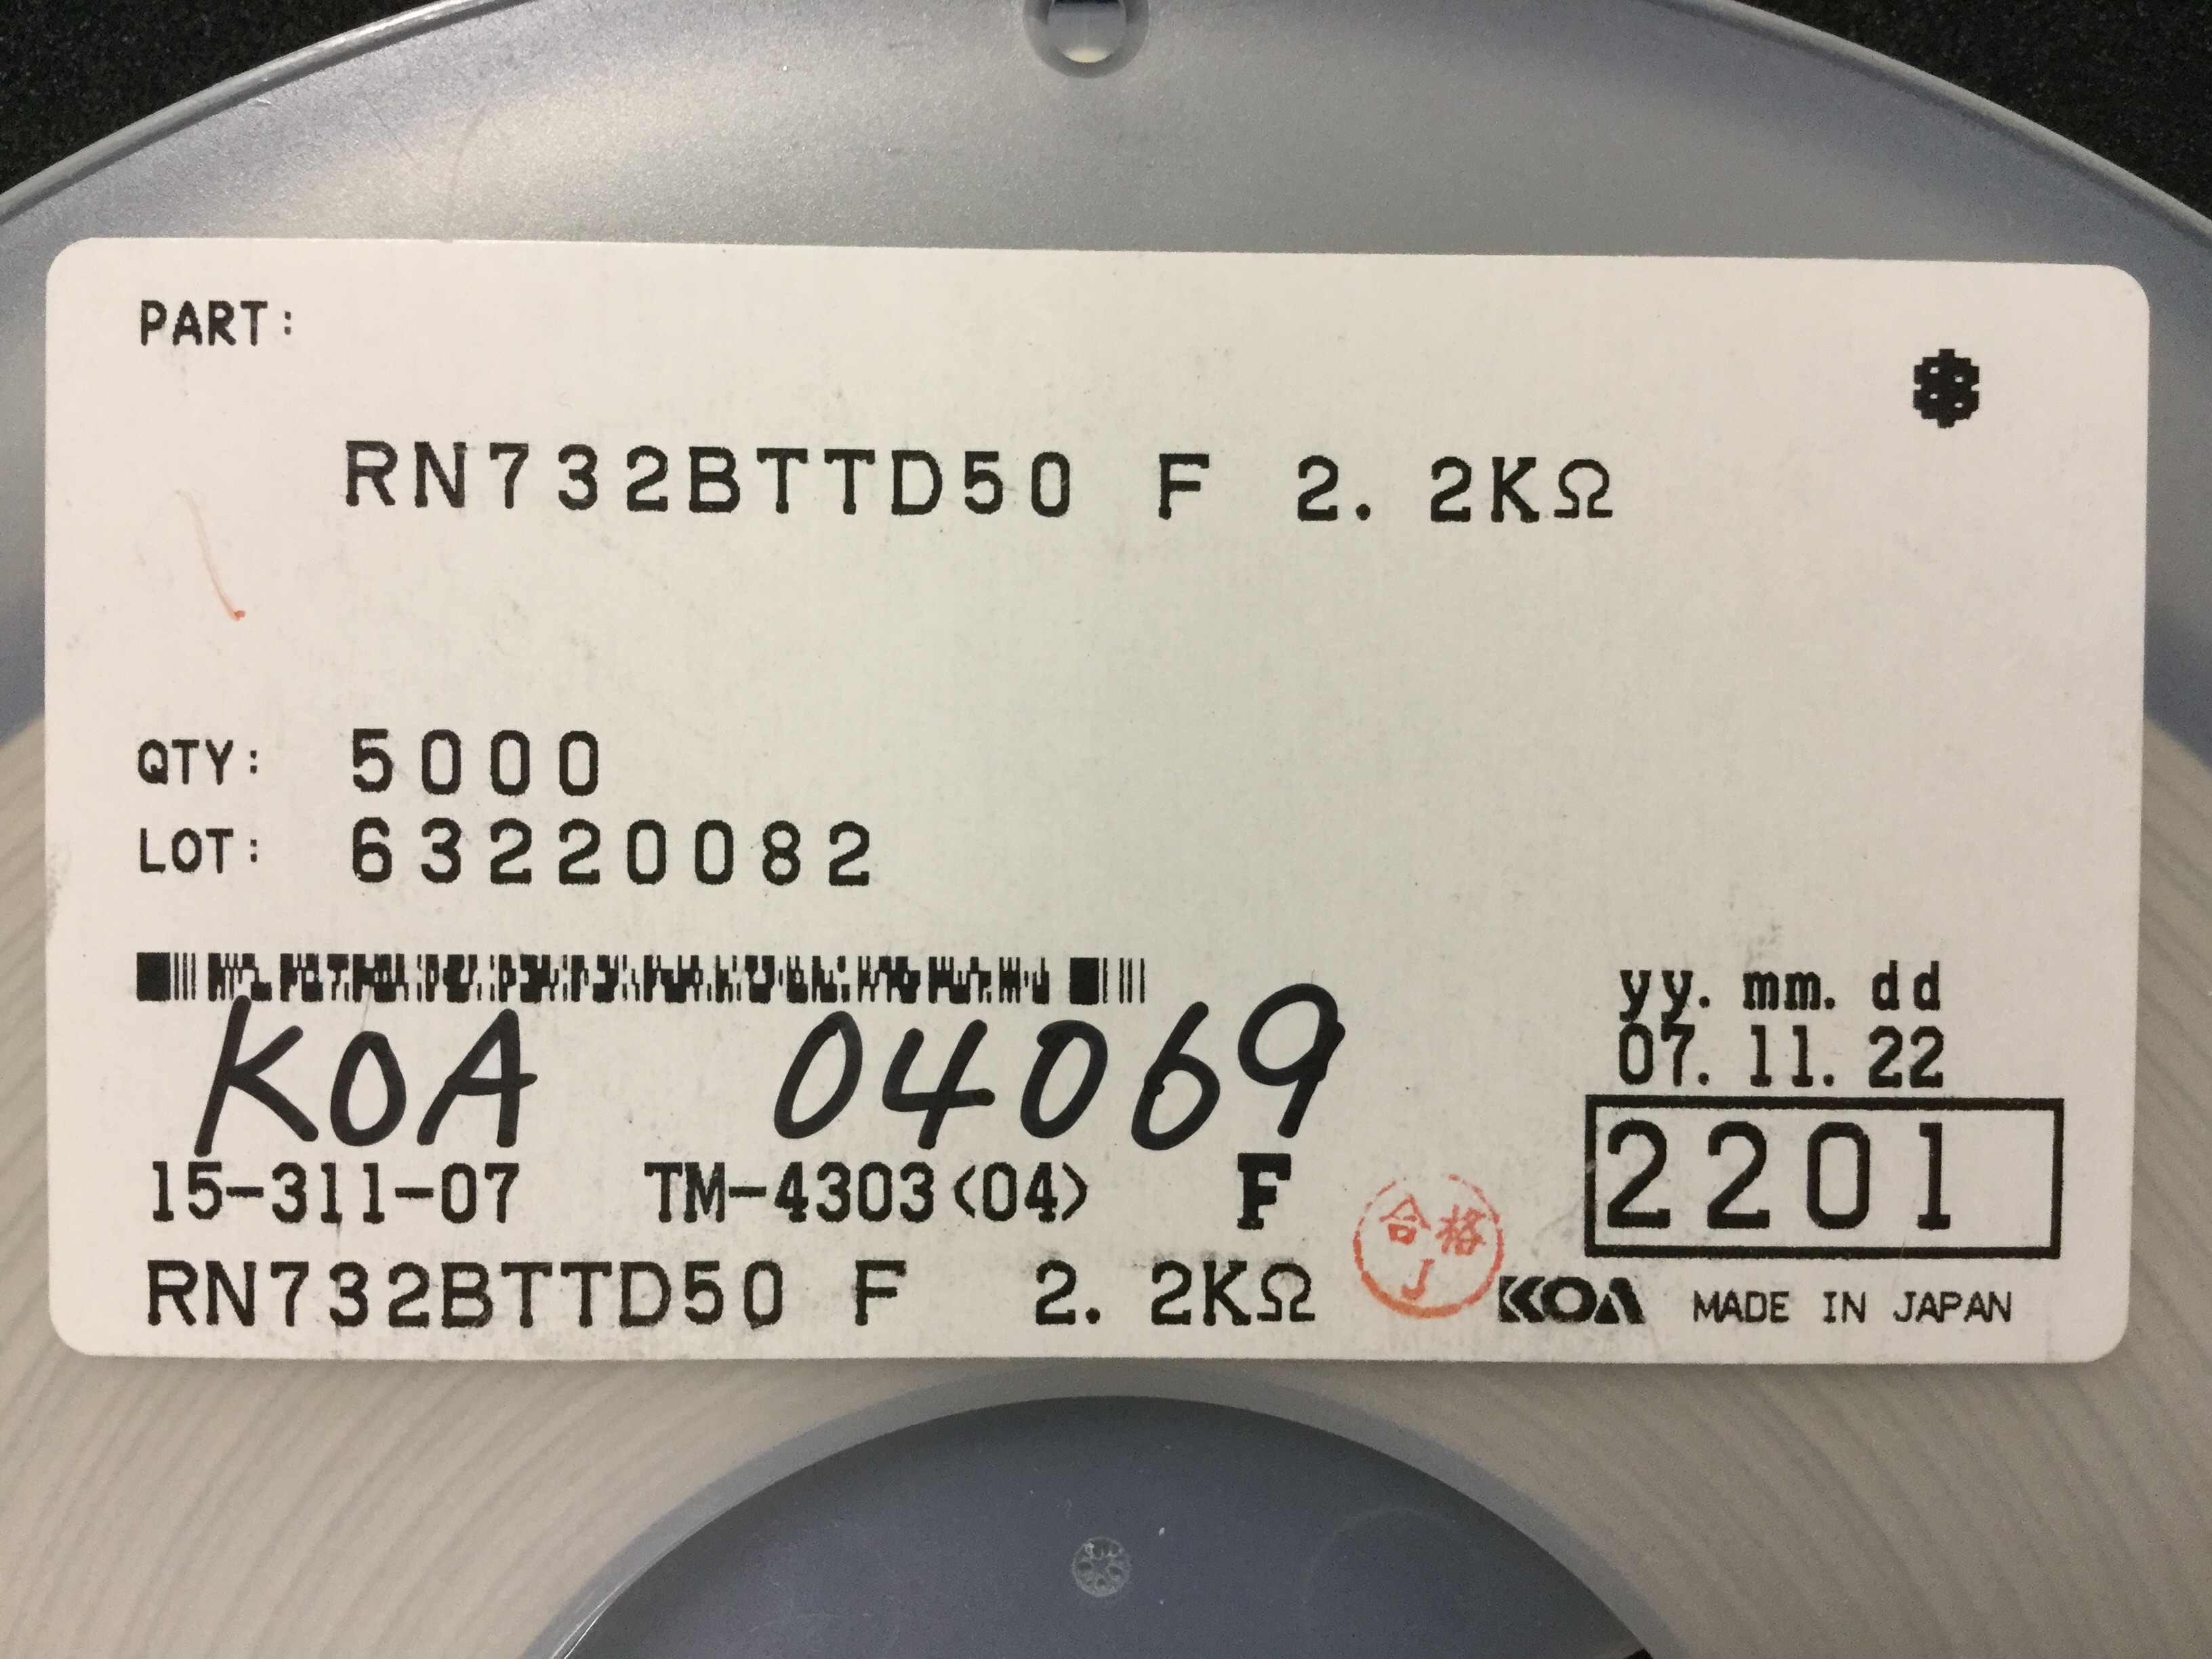 PART:
RN732BTTD50 F 2.2KΩ
QTY: 5000
LOT: 63220082
yy.mm.dd
07.11.22
KOA 04069
2201
15-311-07 TM-4303<04> F
合格
J
RN732BTTD50 F 2.2KΩ
KOA MADE IN JAPAN